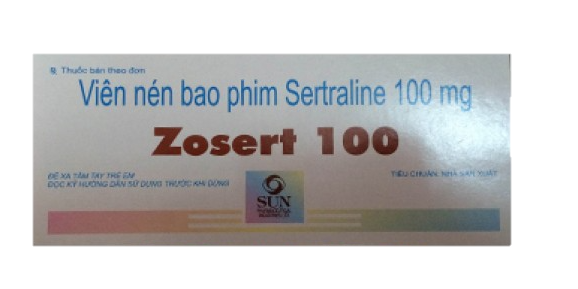 ℞ Thuốc bán theo đơn
Viên nén bao phim Sertraline 100 mg
Zosert 100
ĐỂ XA TẦM TAY TRẺ EM
ĐỌC KỸ HƯỚNG DẪN SỬ DỤNG TRƯỚC KHI DÙNG
TIÊU CHUẨN: NHÀ SẢN XUẤT
SUN